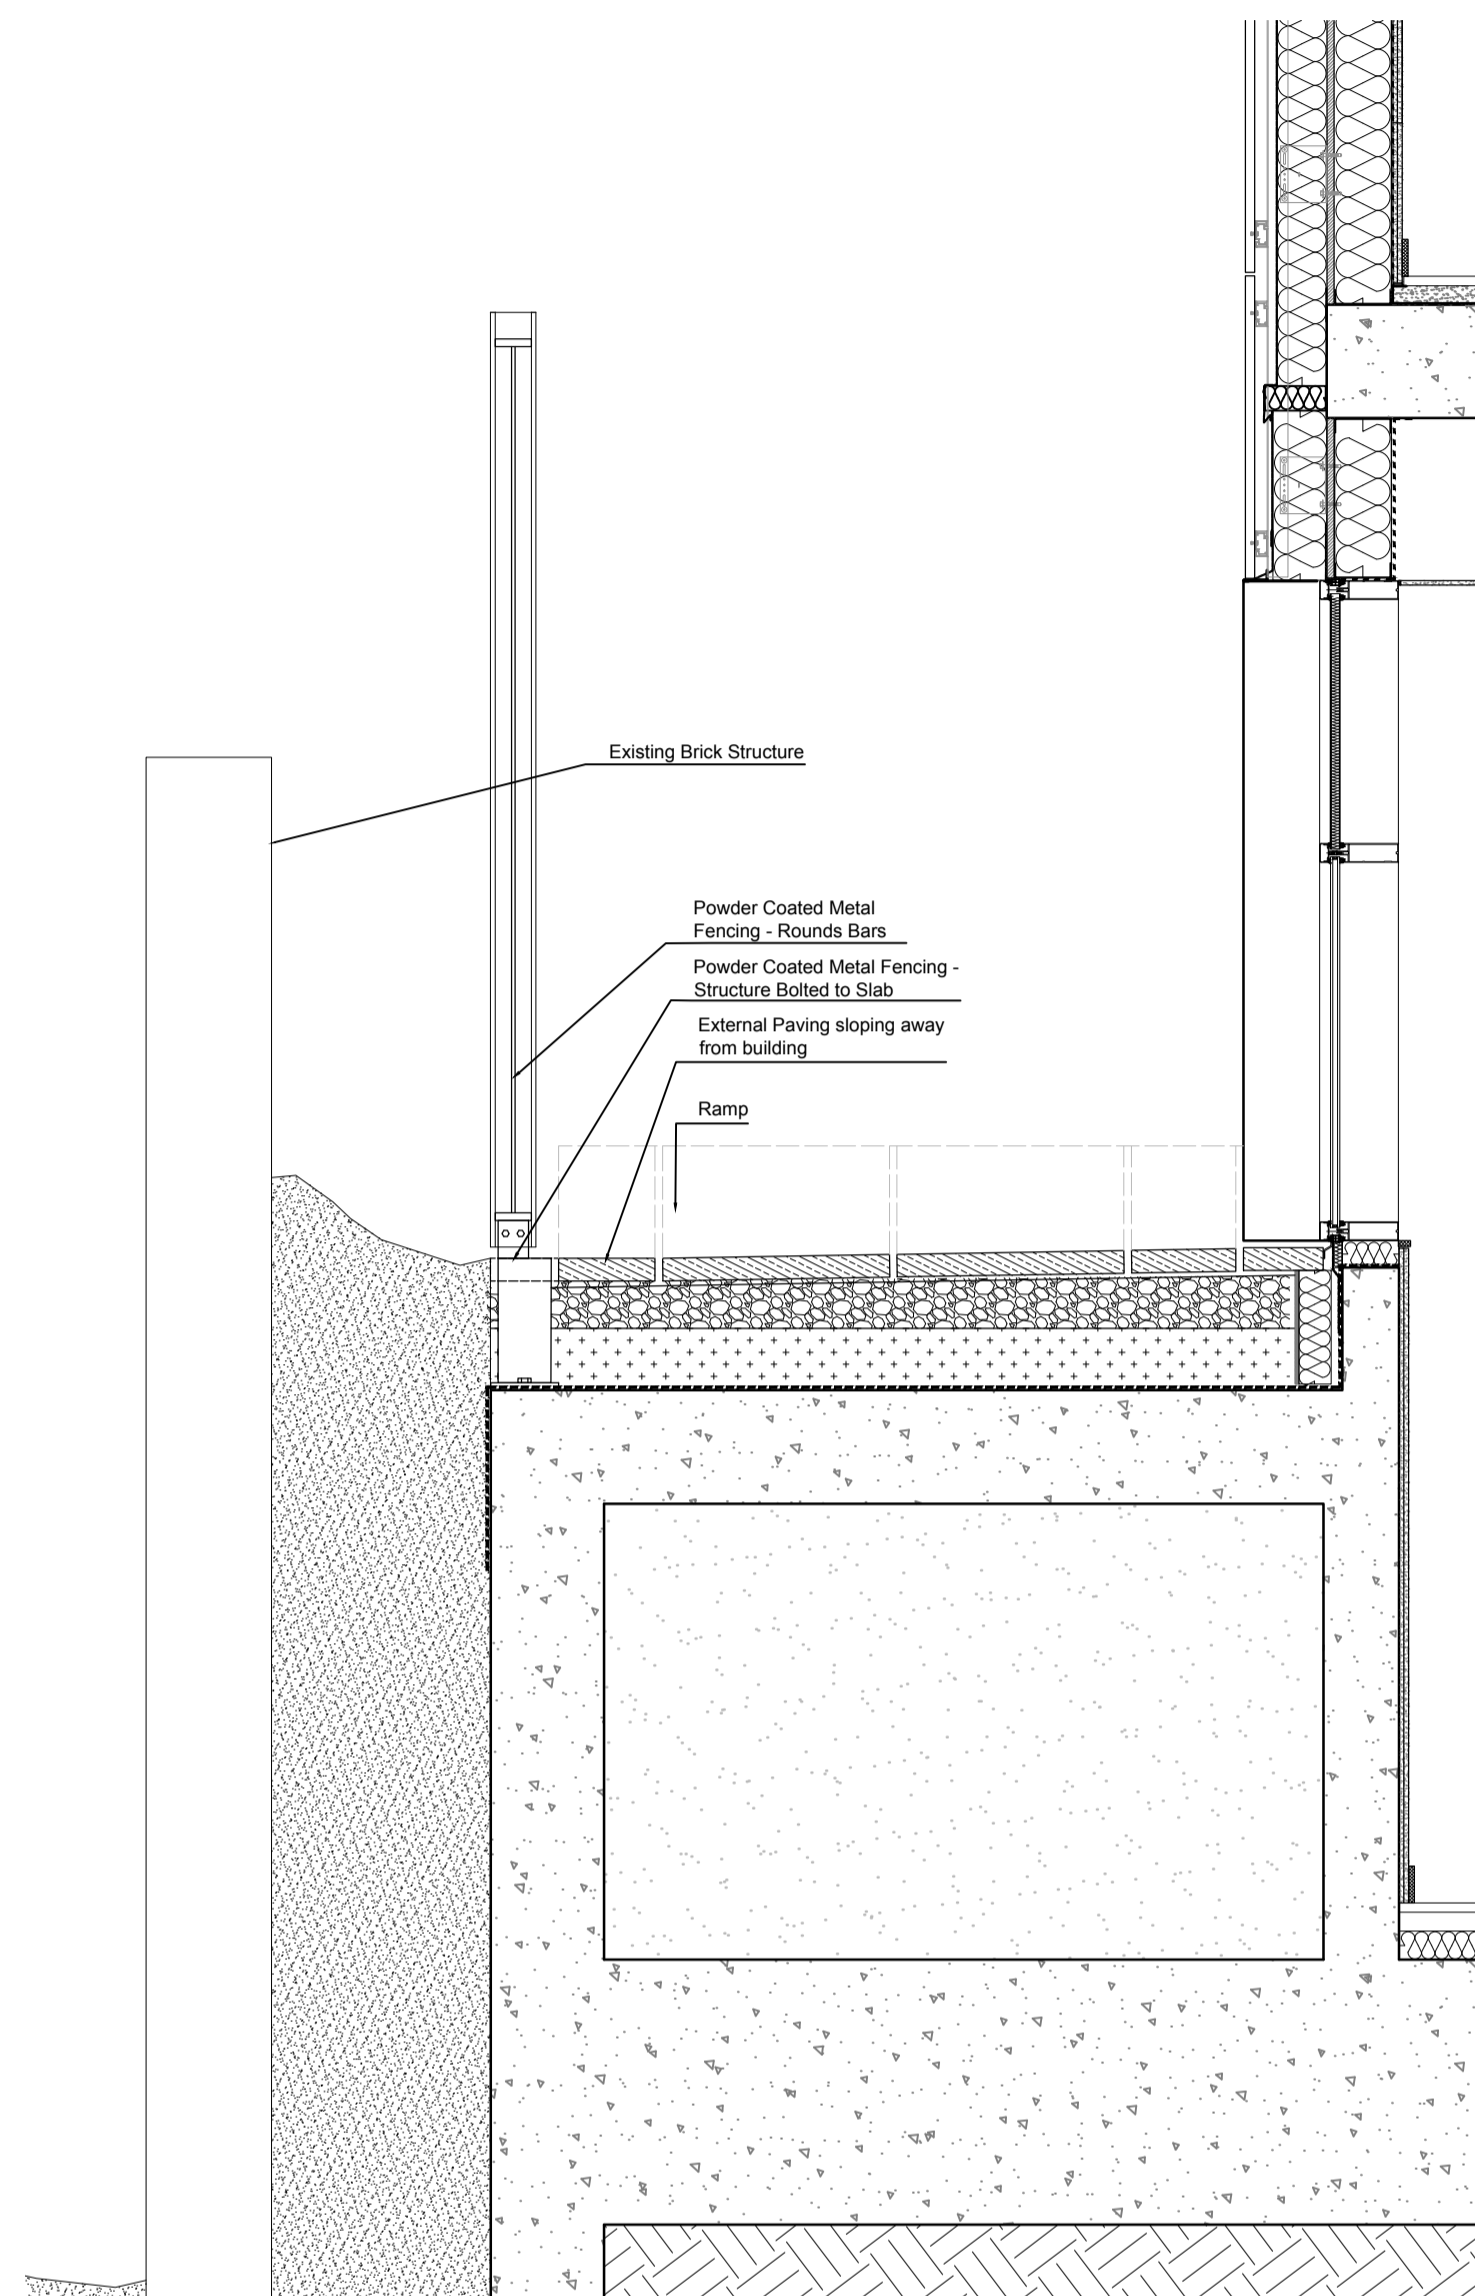 Existing Brick Structure
Powder Coated Metal
Fencing - Rounds Bars
Powder Coated Metal Fencing -
Structure Bolted to Slab
External Paving sloping away
from building
Ramp